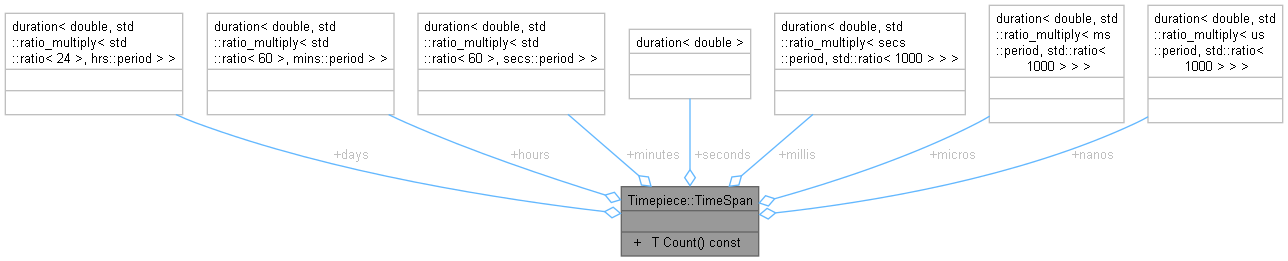 duration< double, std
::ratio_multiply< std
::ratio< 24 >, hrs::period > >
duration< double, std
::ratio_multiply< std
::ratio< 60 >, mins::period > >
duration< double, std
::ratio_multiply< std
::ratio< 60 >, secs::period > >
duration< double >
duration< double, std
::ratio_multiply< secs
::period, std::ratio< 1000 > > >
duration< double, std
::ratio_multiply< ms
::period, std::ratio<
1000 > > >
duration< double, std
::ratio_multiply< us
::period, std::ratio<
1000 > > >
+days
+hours
+minutes
+seconds
+millis
+micros
+nanos
Timepiece::TimeSpan
+ T Count() const